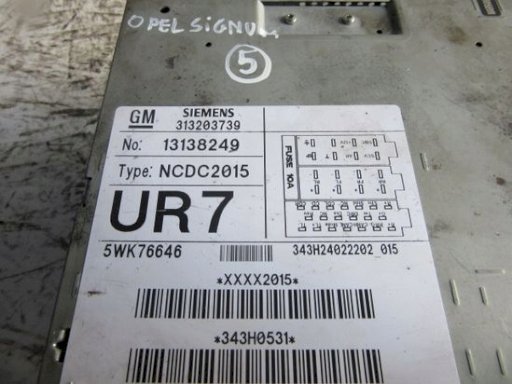 OPEL SIGNUM
5
GM SIEMENS
313203739
No: 13138249
Type: NCDC2015
FUSE 10A
UR7
5WK76646
343H24022202_015
*XXXX2015*
*343H0531*